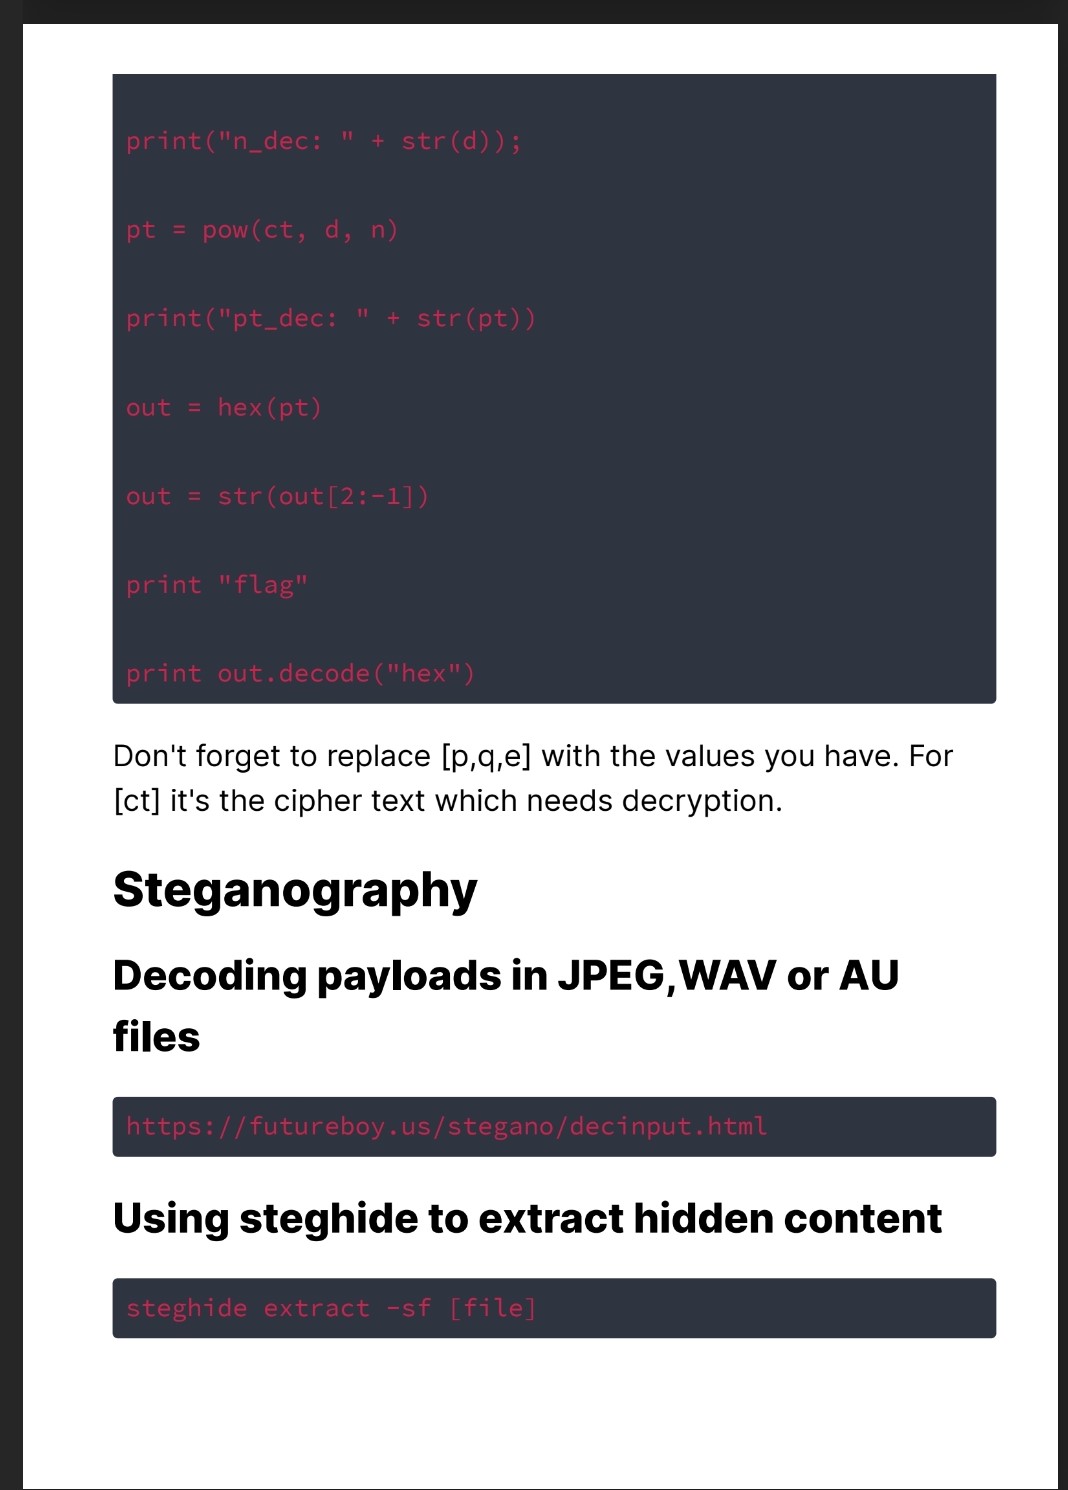 print("n_dec: " + str(d));
pt = pow(ct, d, n)
print("pt_dec: " + str(pt))
out = hex(pt)
out = str(out[2:-1])
print "flag"
print out.decode("hex")
Don't forget to replace [p,q,e] with the values you have. For
[ct] it's the cipher text which needs decryption.
Steganography
Decoding payloads in JPEG,WAV or AU
files
https://futureboy.us/stegano/decinput.html
Using steghide to extract hidden content
steghide extract -sf [file]